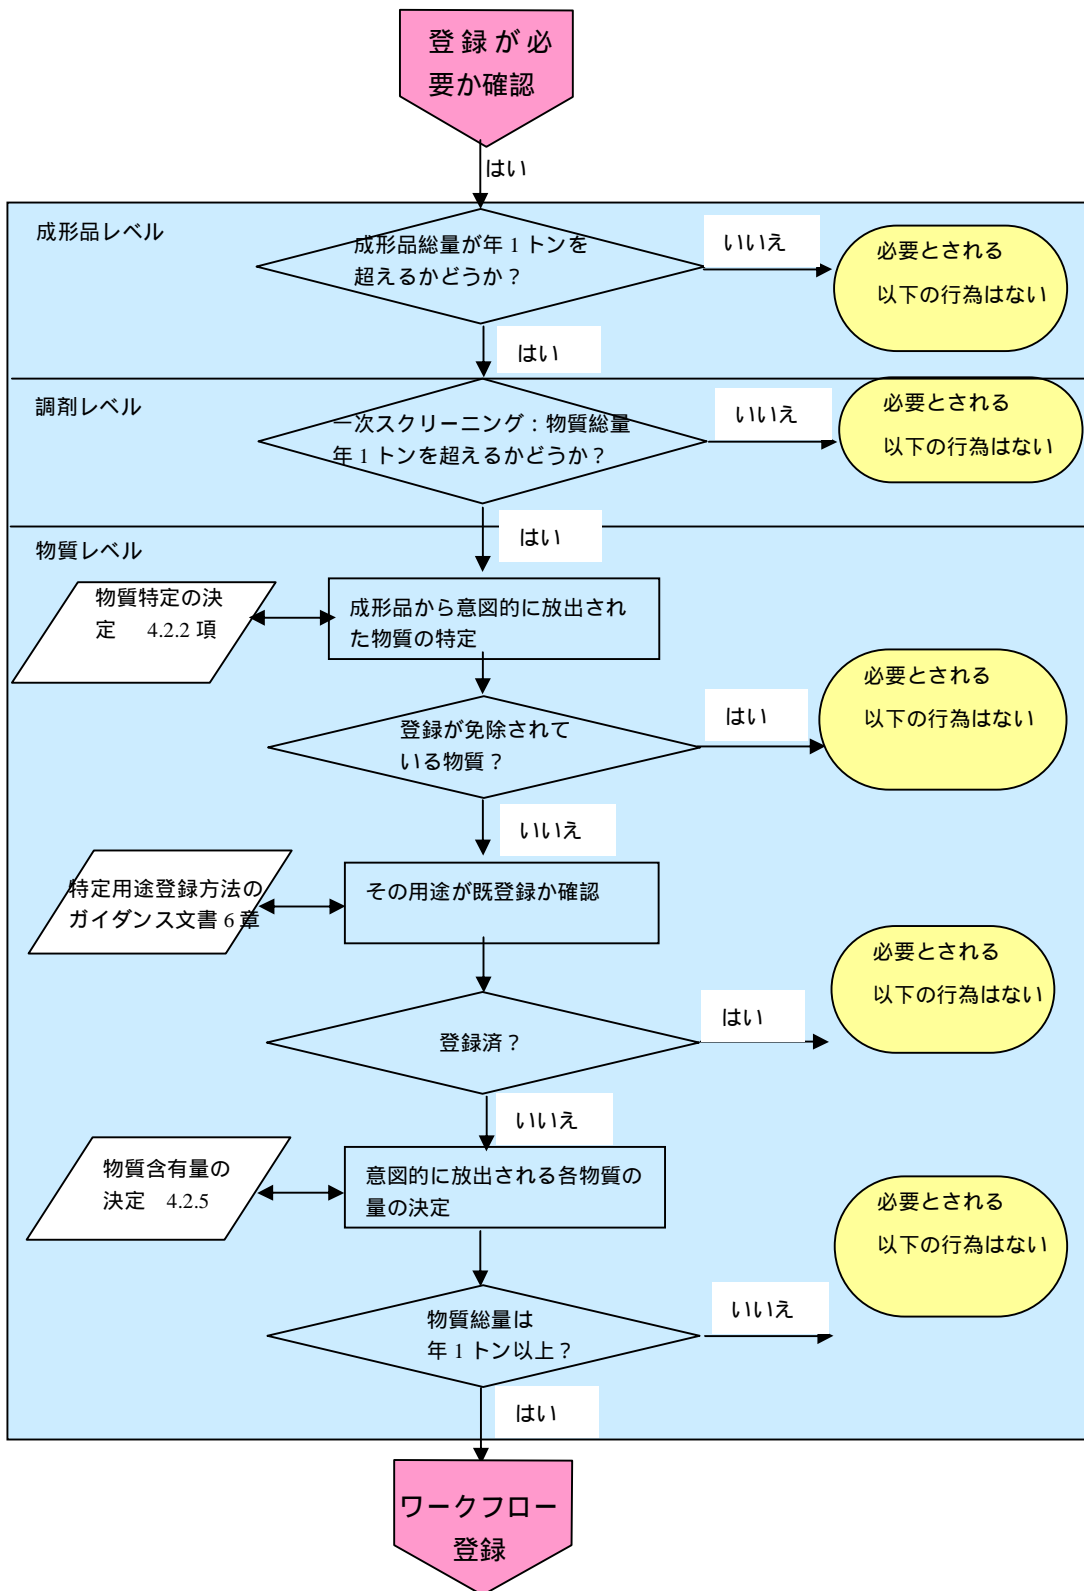 登録が必
要か確認
はい
成形品レベル
成形品総量が年 1 トンを
超えるかどうか？
いいえ
必要とされる
以下の行為はない
はい
調剤レベル
一次スクリーニング：物質総量
年 1 トンを超えるかどうか？
いいえ
必要とされる
以下の行為はない
はい
物質レベル
物質特定の決
定　4.2.2 項
成形品から意図的に放出され
た物質の特定
登録が免除されて
いる物質？
はい
必要とされる
以下の行為はない
いいえ
特定用途登録方法の
ガイダンス文書 6 章
その用途が既登録か確認
登録済？
はい
必要とされる
以下の行為はない
いいえ
物質含有量の
決定　4.2.5
意図的に放出される各物質の
量の決定
必要とされる
以下の行為はない
物質総量は
年 1 トン以上？
いいえ
はい
ワークフロー
登録